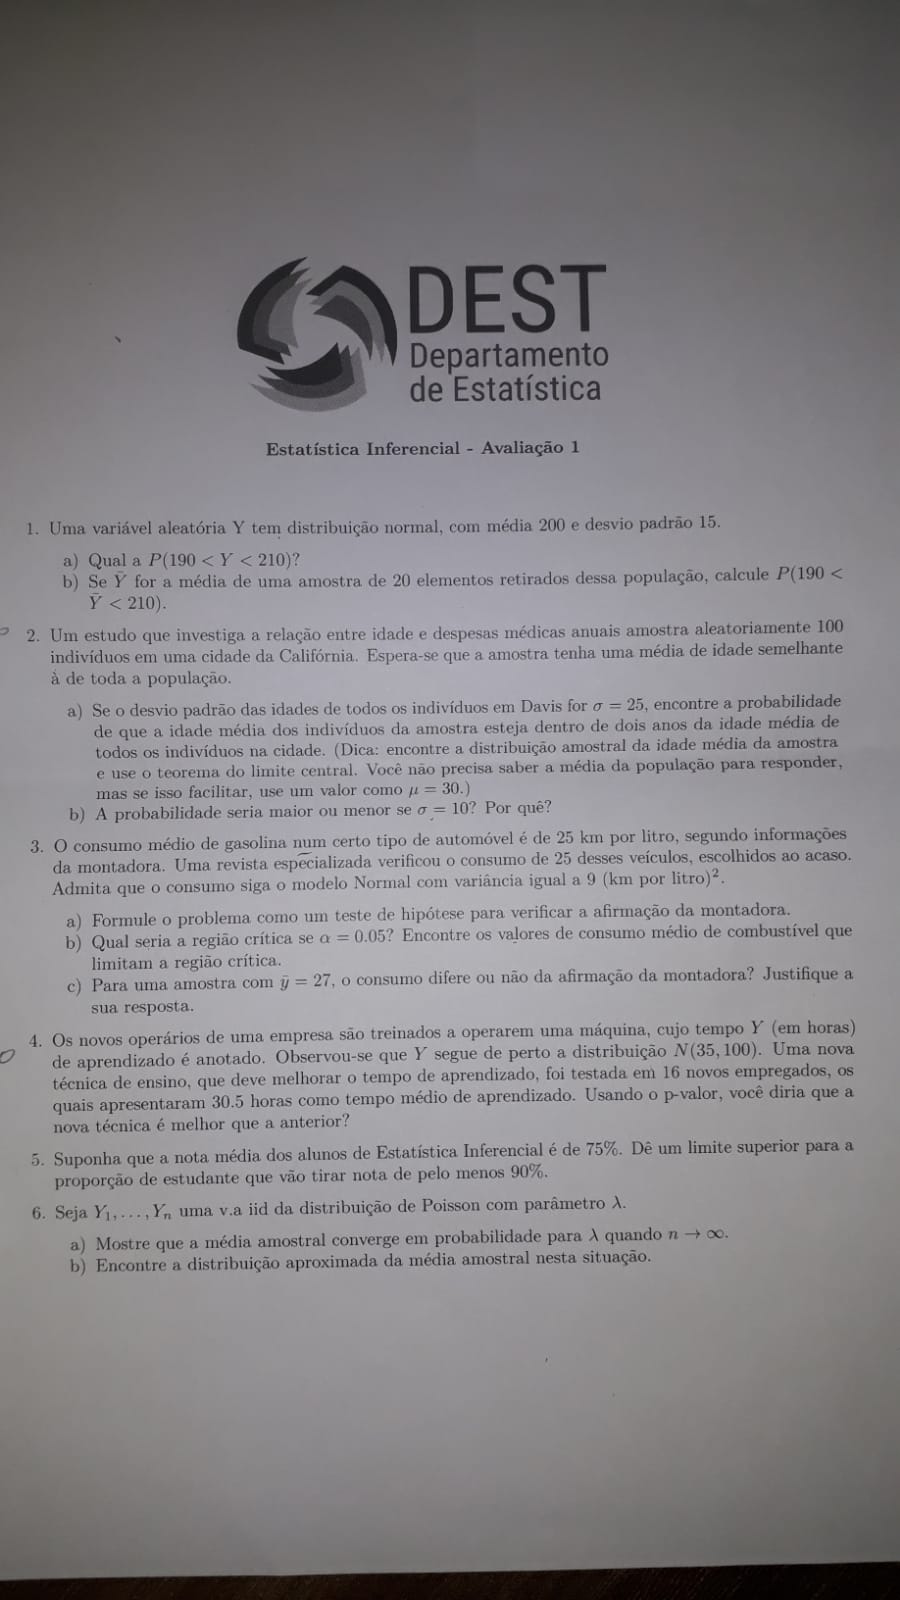 DEST
Departamento
de Estatística
Estatística Inferencial - Avaliação 1
1. Uma variável aleatória Y tem distribuição normal, com média 200 e desvio padrão 15.
a) Qual a P(190 < Y < 210)?
b) Se Ȳ for a média de uma amostra de 20 elementos retirados dessa população, calcule P(190 <
Ȳ < 210).
2. Um estudo que investiga a relação entre idade e despesas médicas anuais amostra aleatoriamente 100
indivíduos em uma cidade da Califórnia. Espera-se que a amostra tenha uma média de idade semelhante
à de toda a população.
a) Se o desvio padrão das idades de todos os indivíduos em Davis for σ = 25, encontre a probabilidade
de que a idade média dos indivíduos da amostra esteja dentro de dois anos da idade média de
todos os indivíduos na cidade. (Dica: encontre a distribuição amostral da idade média da amostra
e use o teorema do limite central. Você não precisa saber a média da população para responder,
mas se isso facilitar, use um valor como μ = 30.)
b) A probabilidade seria maior ou menor se σ = 10? Por quê?
3. O consumo médio de gasolina num certo tipo de automóvel é de 25 km por litro, segundo informações
da montadora. Uma revista especializada verificou o consumo de 25 desses veículos, escolhidos ao acaso.
Admita que o consumo siga o modelo Normal com variância igual a 9 (km por litro)².
a) Formule o problema como um teste de hipótese para verificar a afirmação da montadora.
b) Qual seria a região crítica se α = 0.05? Encontre os valores de consumo médio de combustível que
limitam a região crítica.
c) Para uma amostra com ȳ = 27, o consumo difere ou não da afirmação da montadora? Justifique a
sua resposta.
4. Os novos operários de uma empresa são treinados a operarem uma máquina, cujo tempo Y (em horas)
de aprendizado é anotado. Observou-se que Y segue de perto a distribuição N(35, 100). Uma nova
técnica de ensino, que deve melhorar o tempo de aprendizado, foi testada em 16 novos empregados, os
quais apresentaram 30.5 horas como tempo médio de aprendizado. Usando o p-valor, você diria que a
nova técnica é melhor que a anterior?
5. Suponha que a nota média dos alunos de Estatística Inferencial é de 75%. Dê um limite superior para a
proporção de estudante que vão tirar nota de pelo menos 90%.
6. Seja Y₁, . . . , Yₙ uma v.a iid da distribuição de Poisson com parâmetro λ.
a) Mostre que a média amostral converge em probabilidade para λ quando n → ∞.
b) Encontre a distribuição aproximada da média amostral nesta situação.